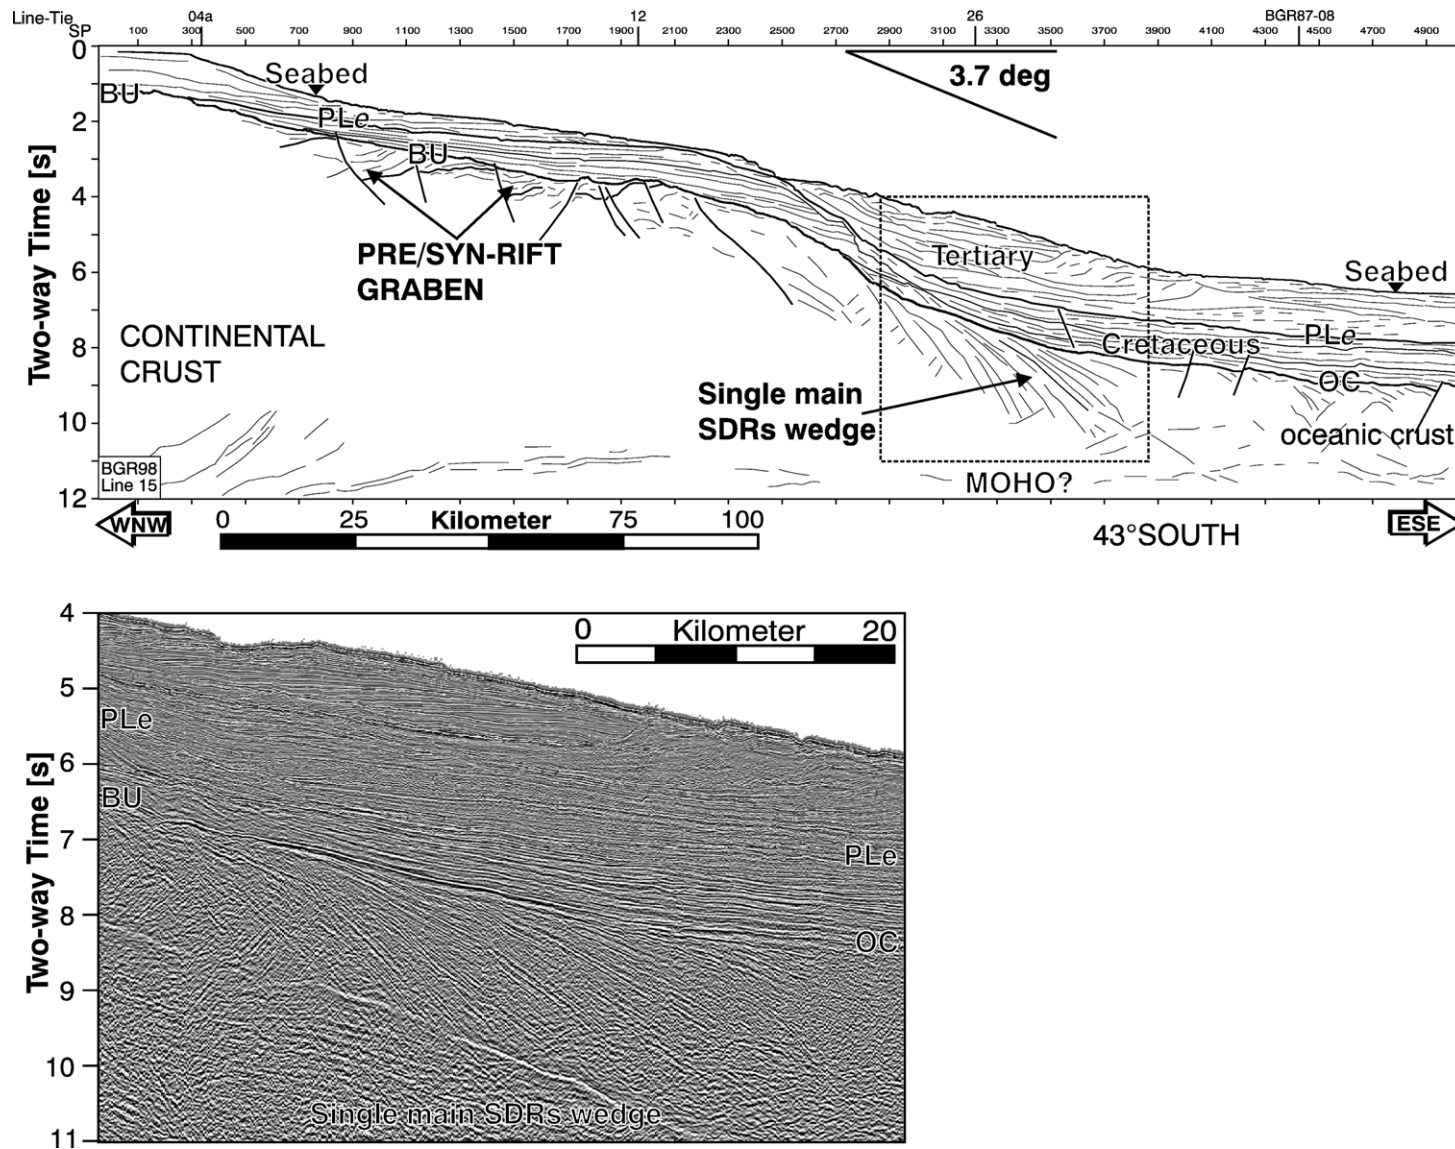 Line-Tie 04a 12 26 BGR87-08
SP 100 300 500 700 900 1100 1300 1500 1700 1900 2100 2300 2500 2700 2900 3100 3300 3500 3700 3900 4100 4300 4500 4700 4900
0
2
4
6
8
10
12
Two-way Time [s]
Seabed
3.7 deg
BU
PLe
BU
PRE/SYN-RIFT
GRABEN
Tertiary
Seabed
CONTINENTAL
CRUST
Cretaceous
PLe
OC
Single main
SDRs wedge
oceanic crust
BGR98
Line 15
MOHO?
WNW
0 25 Kilometer 75 100
43°SOUTH
ESE
4
5
6
7
8
9
10
11
Two-way Time [s]
0 Kilometer 20
PLe
BU
PLe
OC
Single main SDRs wedge